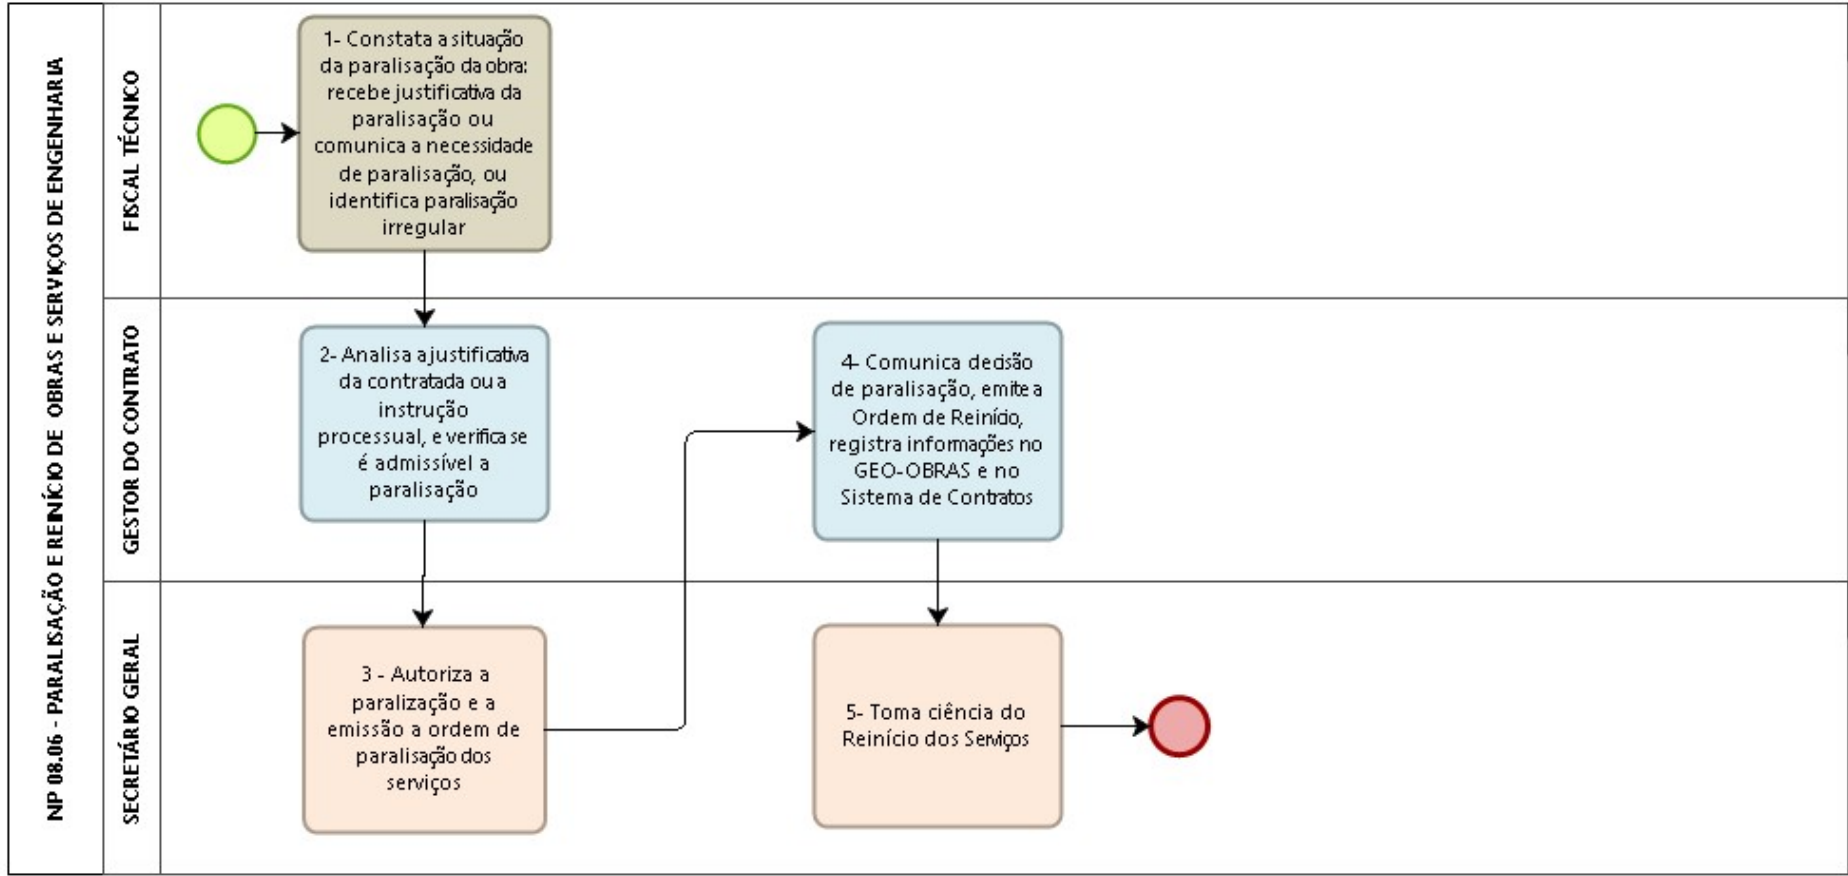 NP 08.06 - PARALISAÇÃO E REINÍCIO DE OBRAS E SERVIÇOS DE ENGENHARIA
FISCAL TÉCNICO
1- Constata a situação
da paralisação da obra:
recebe justificativa da
paralisação ou
comunica a necessidade
de paralisação, ou
identifica paralisação
irregular
GESTOR DO CONTRATO
2- Analisa a justificativa
da contratada ou a
instrução
processual, e verifica se
é admissível a
paralisação
4- Comunica decisão
de paralisação, emite a
Ordem de Reinício,
registra informações no
GEO-OBRAS e no
Sistema de Contratos
SECRETÁRIO GERAL
3 - Autoriza a
paralização e a
emissão a ordem de
paralisação dos
serviços
5- Toma ciência do
Reinício dos Serviços